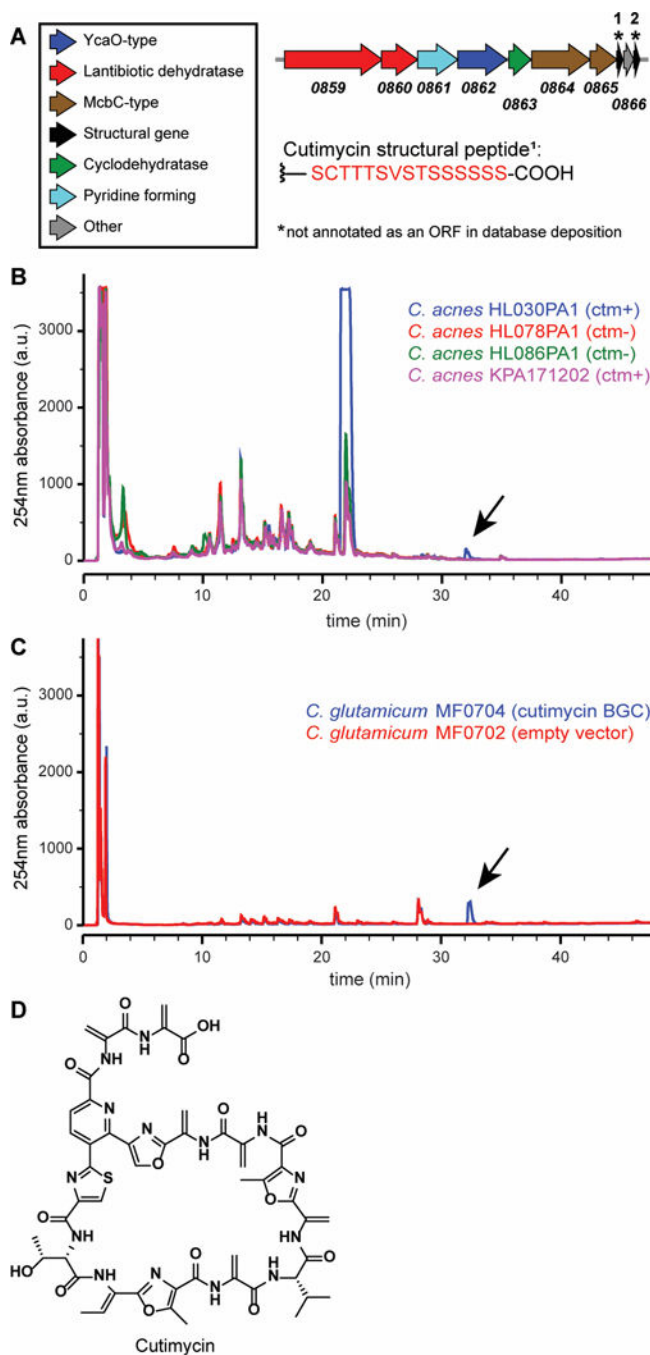 A
YcaO-type
Lantibiotic dehydratase
McbC-type
Structural gene
Cyclodehydratase
Pyridine forming
Other
1 2
* *
0859 0860 0861 0862 0863 0864 0865 0866
Cutimycin structural peptide¹:
SCTTTSVSTSSSSSS-COOH
*not annotated as an ORF in database deposition
B
254nm absorbance (a.u.)
3000
2000
1000
0
C. acnes HL030PA1 (ctm+)
C. acnes HL078PA1 (ctm-)
C. acnes HL086PA1 (ctm-)
C. acnes KPA171202 (ctm+)
0 10 20 30 40
time (min)
C
254nm absorbance (a.u.)
3000
2000
1000
0
C. glutamicum MF0704 (cutimycin BGC)
C. glutamicum MF0702 (empty vector)
0 10 20 30 40
time (min)
D
O
OH
N
H
O
O
N
H
N
O
H
N
O
N
O
N
H
O
N
S
O
N
O
NH
O
NH
HO
O
H
N
O
N
O
N
H
O
H
N
O
Cutimycin